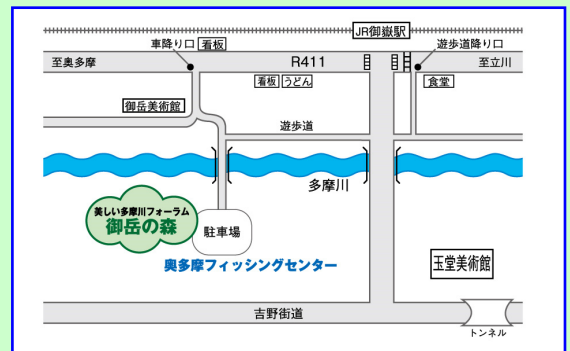 JR御嶽駅
車降り口
看板
遊歩道降り口
至奥多摩
R411
至立川
看板
うどん
食堂
御岳美術館
遊歩道
多摩川
美しい多摩川フォーラム
御岳の森
駐車場
奥多摩フィッシングセンター
玉堂美術館
吉野街道
トンネル